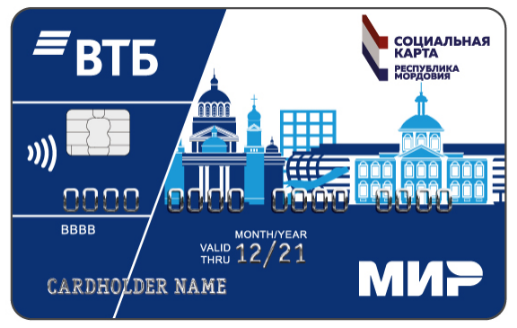 ВТБ
СОЦИАЛЬНАЯ
КАРТА
РЕСПУБЛИКА
МОРДОВИЯ
0000 0000 0000 0000
BBBB
MONTH/YEAR
VALID
THRU 12/21
CARDHOLDER NAME
МИР